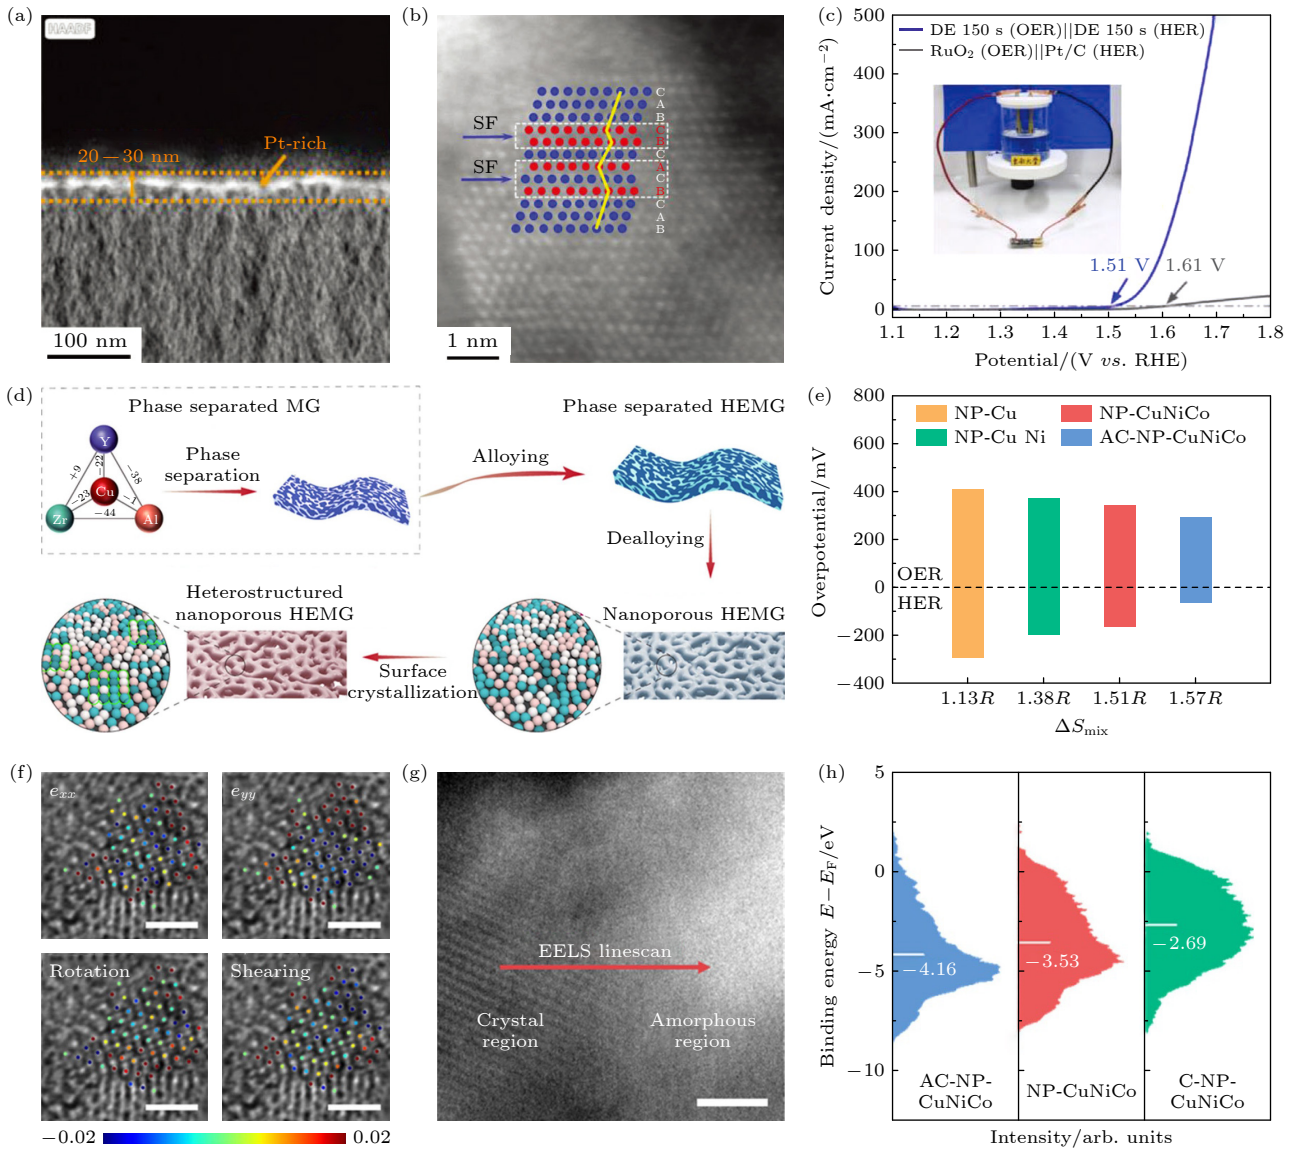 (a)
HAADF
20−30 nm
Pt-rich
100 nm
(b)
SF
SF
C
A
B
C
B
C
A
C
B
C
A
B
1 nm
(c)
Current density/(mA·cm−2)
500
400
300
200
100
0
DE 150 s (OER)||DE 150 s (HER)
RuO2 (OER)||Pt/C (HER)
1.51 V
1.61 V
1.1
1.2
1.3
1.4
1.5
1.6
1.7
1.8
Potential/(V vs. RHE)
(d)
Phase separated MG
Y
Cu
Zr
Al
+9
−22
−38
−23
−1
−44
Phase
separation
Alloying
Phase separated HEMG
Dealloying
Nanoporous HEMG
Surface
crystallization
Heterostructured
nanoporous HEMG
(e)
Overpotential/mV
800
600
400
200
0
−200
−400
NP-Cu
NP-CuNiCo
NP-Cu Ni
AC-NP-CuNiCo
OER
HER
1.13R
1.38R
1.51R
1.57R
ΔSmix
(f)
exx
eyy
Rotation
Shearing
−0.02
0.02
(g)
EELS linescan
Crystal
region
Amorphous
region
(h)
Binding energy E−EF/eV
5
0
−5
−10
−4.16
−3.53
−2.69
AC-NP-
CuNiCo
NP-CuNiCo
C-NP-
CuNiCo
Intensity/arb. units